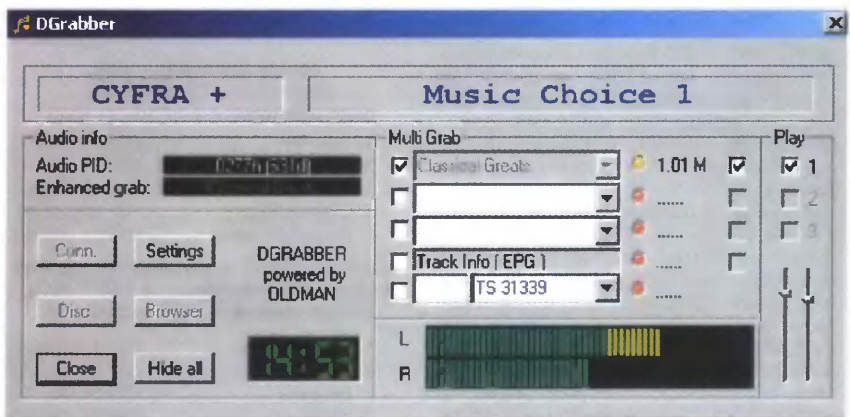 DGrabber
CYFRA +
Music Choice 1
Audio info
Audio PID:
Enhanced grab:
Conn.
Settings
Disc
Browser
Close
Hide all
DGRABBER
powered by
OLDMAN
14:53
Multi Grab
Classical Greats
1.01 M
......
......
Track Info ( EPG )
......
TS 31339
......
L
R
Play
1
2
3